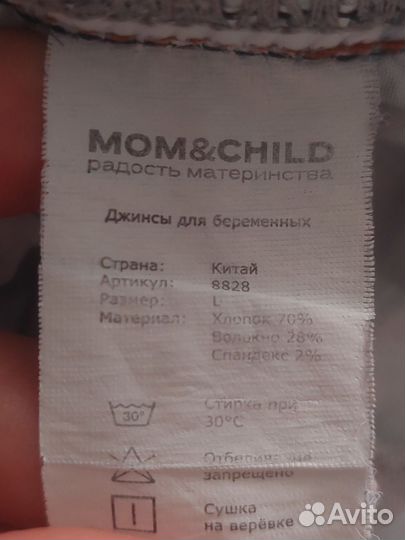 MOM&CHILD
радость материнства
Джинсы для беременных
Страна: Китай
Артикул: 8828
Размер: L
Материал: Хлопок 70%
Волокно 28%
Спандекс 2%
30°
Стирка при
30°C
запрещено
Сушка
на верёвке
Avito